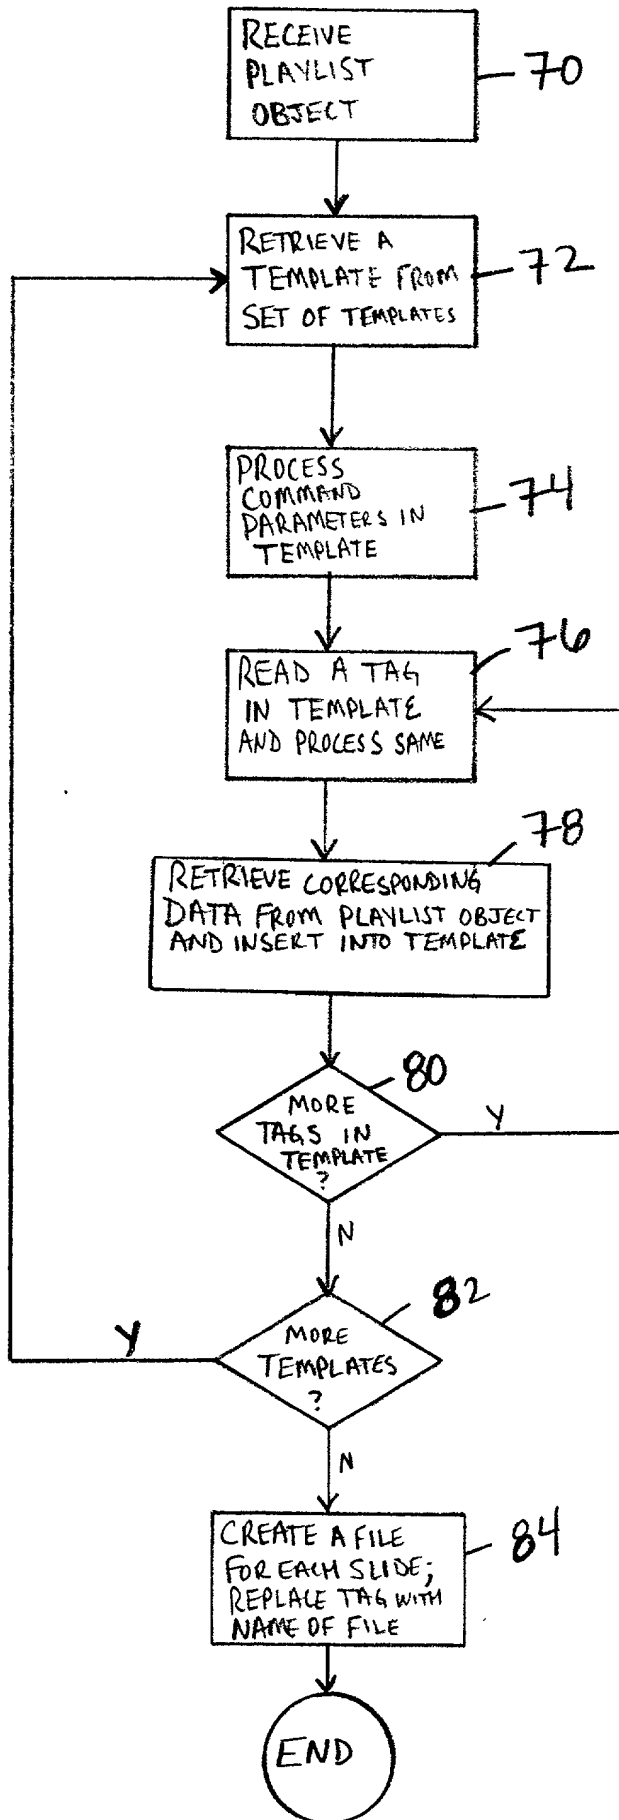 RECEIVE
PLAYLIST
OBJECT
70
RETRIEVE A
TEMPLATE FROM
SET OF TEMPLATES
72
PROCESS
COMMAND
PARAMETERS IN
TEMPLATE
74
READ A TAG
IN TEMPLATE
AND PROCESS SAME
76
RETRIEVE CORRESPONDING
DATA FROM PLAYLIST OBJECT
AND INSERT INTO TEMPLATE
78
MORE
TAGS IN
TEMPLATE
?
80
Y
N
MORE
TEMPLATES
?
82
Y
N
CREATE A FILE
FOR EACH SLIDE;
REPLACE TAG WITH
NAME OF FILE
84
END